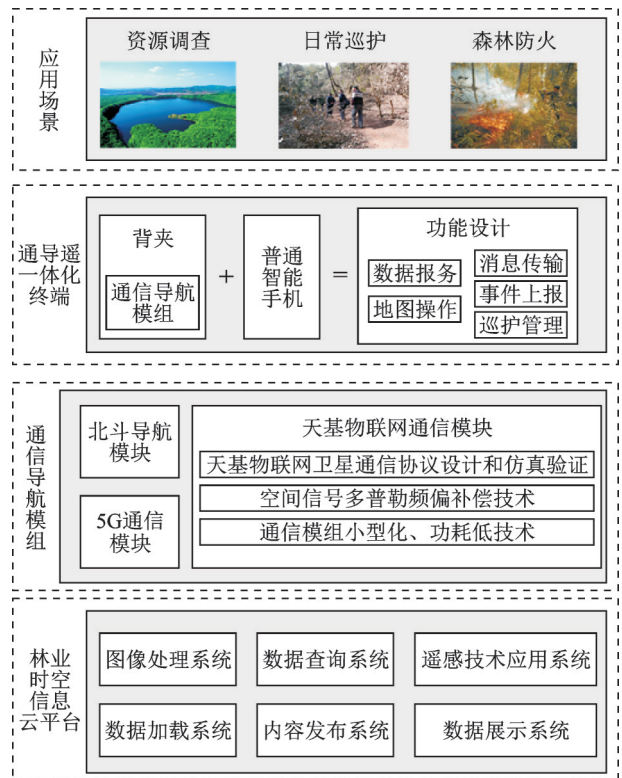 应用场景
资源调查
日常巡护
森林防火
通导遥
一体化
终端
背夹
通信导航
模组
+
普通
智能
手机
=
功能设计
数据报务
地图操作
消息传输
事件上报
巡护管理
通信导航模组
北斗导航
模块
5G通信
模块
天基物联网通信模块
天基物联网卫星通信协议设计和仿真验证
空间信号多普勒频偏补偿技术
通信模组小型化、功耗低技术
林业
时空
信息
云平台
图像处理系统
数据查询系统
遥感技术应用系统
数据加载系统
内容发布系统
数据展示系统